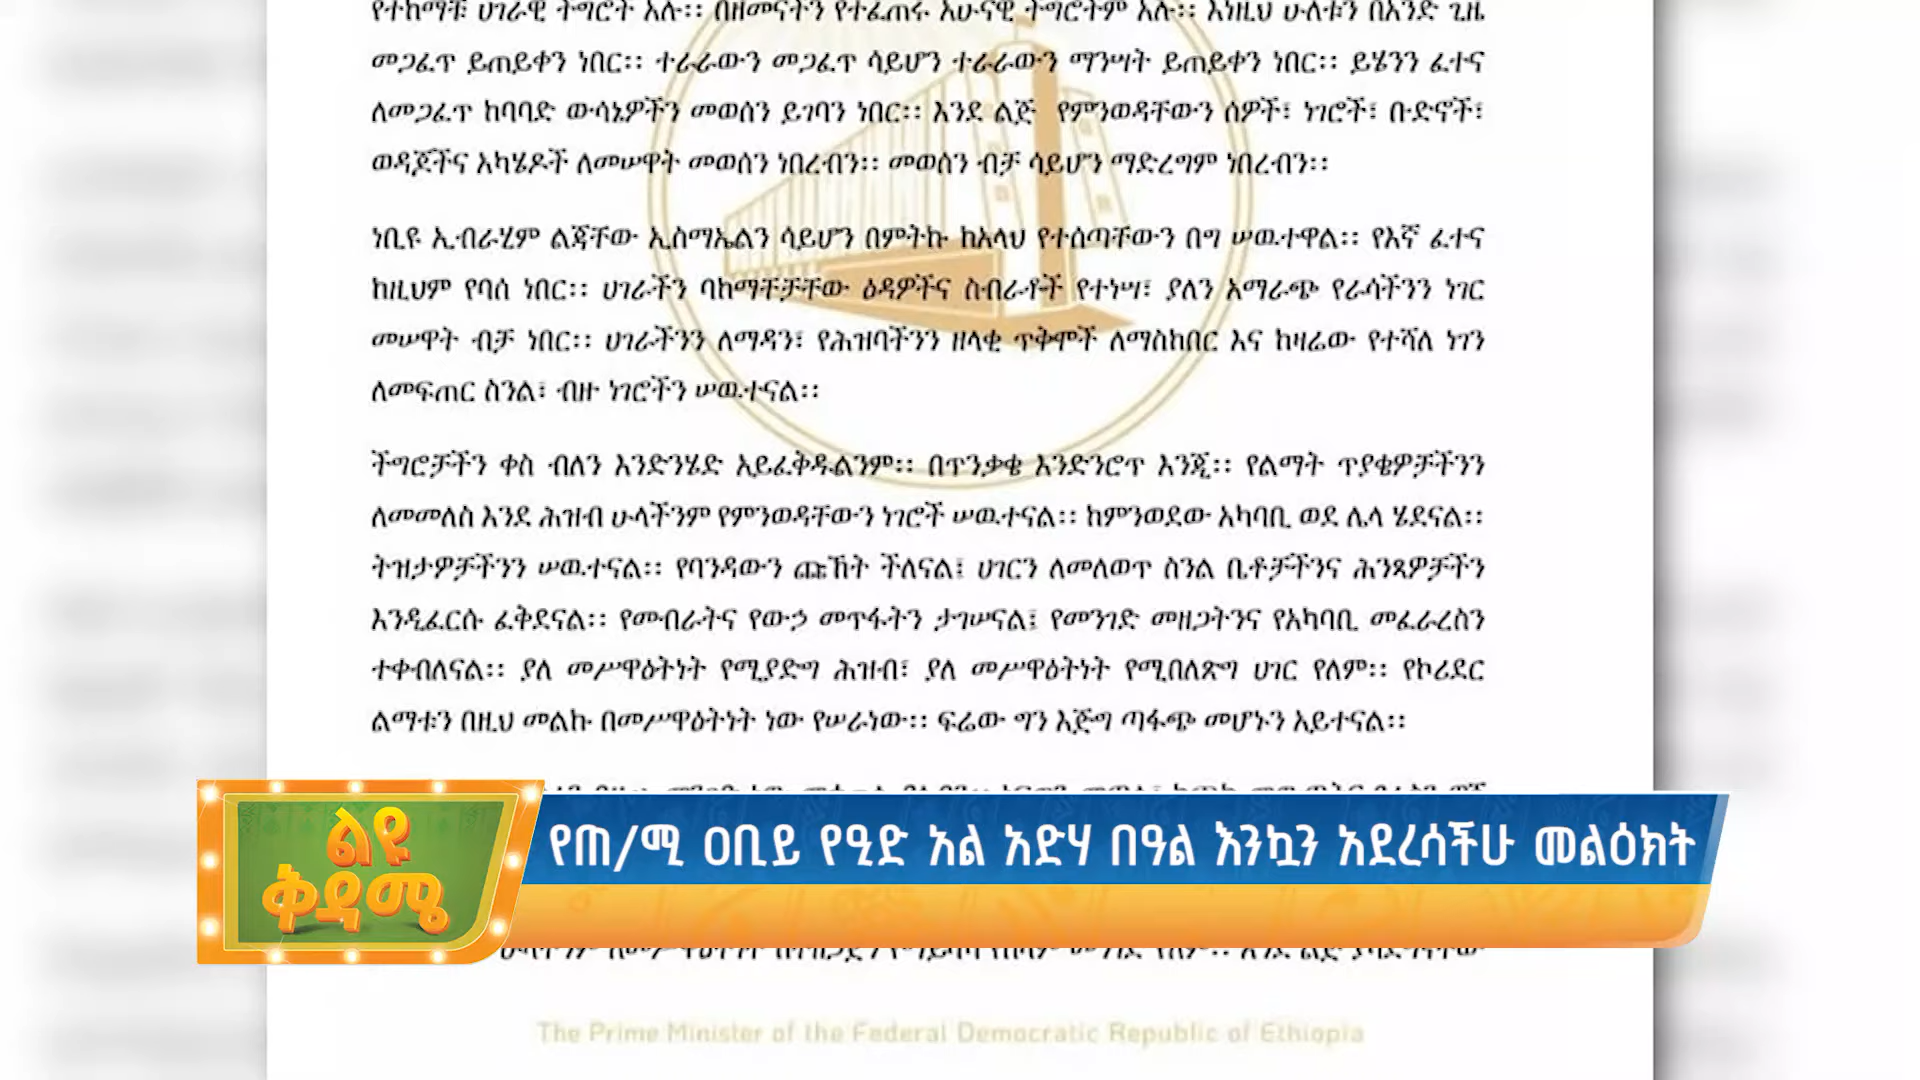 የተከማቹ ሀገራዊ ትግሮት አሉ፡፡ በዘመናትን የተፈጠሩ አሁናዊ ትግሮትም አሉ፡፡ እነዚህ ሁለቱን በአንድ ጊዜ
መጋፈጥ ይጠይቀን ነበር፡፡ ተራራውን መጋፈጥ ሳይሆን ተራራውን ማንሣት ይጠይቀን ነበር፡፡ ይሄንን ፈተና
ለመጋፈጥ ከባባድ ውሳኔዎችን መወሰን ይገባን ነበር፡፡ እንደ ልጅ የምንወዳቸውን ሰዎች፣ ነገሮች፣ ቡድኖች፣
ወዳጆችና አካሄዶች ለመሠዋት መወሰን ነበረብን፡፡ መወሰን ብቻ ሳይሆን ማድረግም ነበረብን፡፡
ነቢዩ ኢብራሂም ልጃቸው ኢስማኤልን ሳይሆን በምትኩ ከአላህ የተሰጣቸውን በግ ሠዉተዋል፡፡ የእኛ ፈተና
ከዚህም የባሰ ነበር፡፡ ሀገራችን ባከማቸቻቸው ዕዳዎችና ስብራቶች የተነሣ፣ ያለን አማራጭ የራሳችንን ነገር
መሠዋት ብቻ ነበር፡፡ ሀገራችንን ለማዳን፣ የሕዝባችንን ዘላቂ ጥቅሞች ለማስከበር እና ከዛሬው የተሻለ ነገን
ለመፍጠር ስንል፣ ብዙ ነገሮችን ሠዉተናል፡፡
ችግሮቻችን ቀስ ብለን እንድንሄድ አይፈቅዱልንም፡፡ በጥንቃቄ እንድንሮጥ እንጂ፡፡ የልማት ጥያቄዎቻችንን
ለመመለስ እንደ ሕዝብ ሁላችንም የምንወዳቸውን ነገሮች ሠዉተናል፡፡ ከምንወደው አካባቢ ወደ ሌላ ሄደናል፡፡
ትዝታዎቻችንን ሠዉተናል፡፡ የባንዳውን ጩኸት ችለናል፤ ሀገርን ለመለወጥ ስንል ቤቶቻችንና ሕንጻዎቻችን
እንዲፈርሱ ፈቅደናል፡፡ የመብራትና የውኃ መጥፋትን ታገሠናል፤ የመንገድ መዘጋትንና የአካባቢ መፈራረስን
ተቀብለናል፡፡ ያለ መሥዋዕትነት የሚያድግ ሕዝብ፣ ያለ መሥዋዕትነት የሚበለጽግ ሀገር የለም፡፡ የኮሪደር
ልማቱን በዚህ መልኩ በመሥዋዕትነት ነው የሠራነው፡፡ ፍሬው ግን እጅግ ጣፋጭ መሆኑን አይተናል፡፡
ልዩ
ቅዳሜ
የጠ/ሚ ዐቢይ የዒድ አል አድሃ በዓል እንኳን አደረሳችሁ መልዕክት
The Prime Minister of the Federal Democratic Republic of Ethiopia